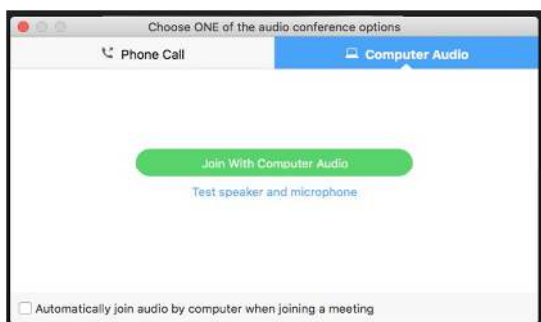 Choose ONE of the audio conference options
Phone Call
Computer Audio
Join With Computer Audio
Test speaker and microphone
Automatically join audio by computer when joining a meeting